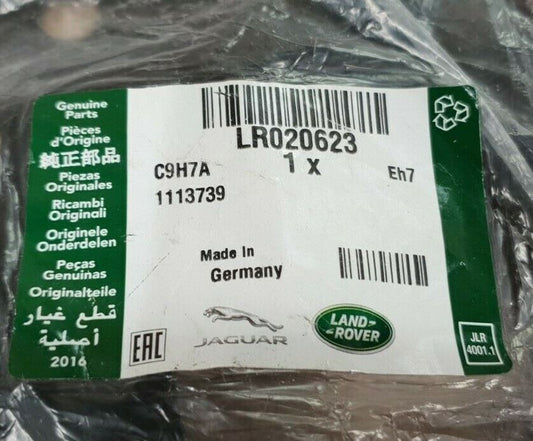 Genuine
Parts
Pièces
d'Origine
純正部品
Piezas
Originales
Ricambi
Originali
Originele
Onderdelen
Peças
Genuinas
Originalteile
قطع غيار
أصلية
2016
LR020623
1 X
C9H7A
Eh7
1113739
Made In
Germany
EAC
JAGUAR
LAND
ROVER
JLR
4001.1